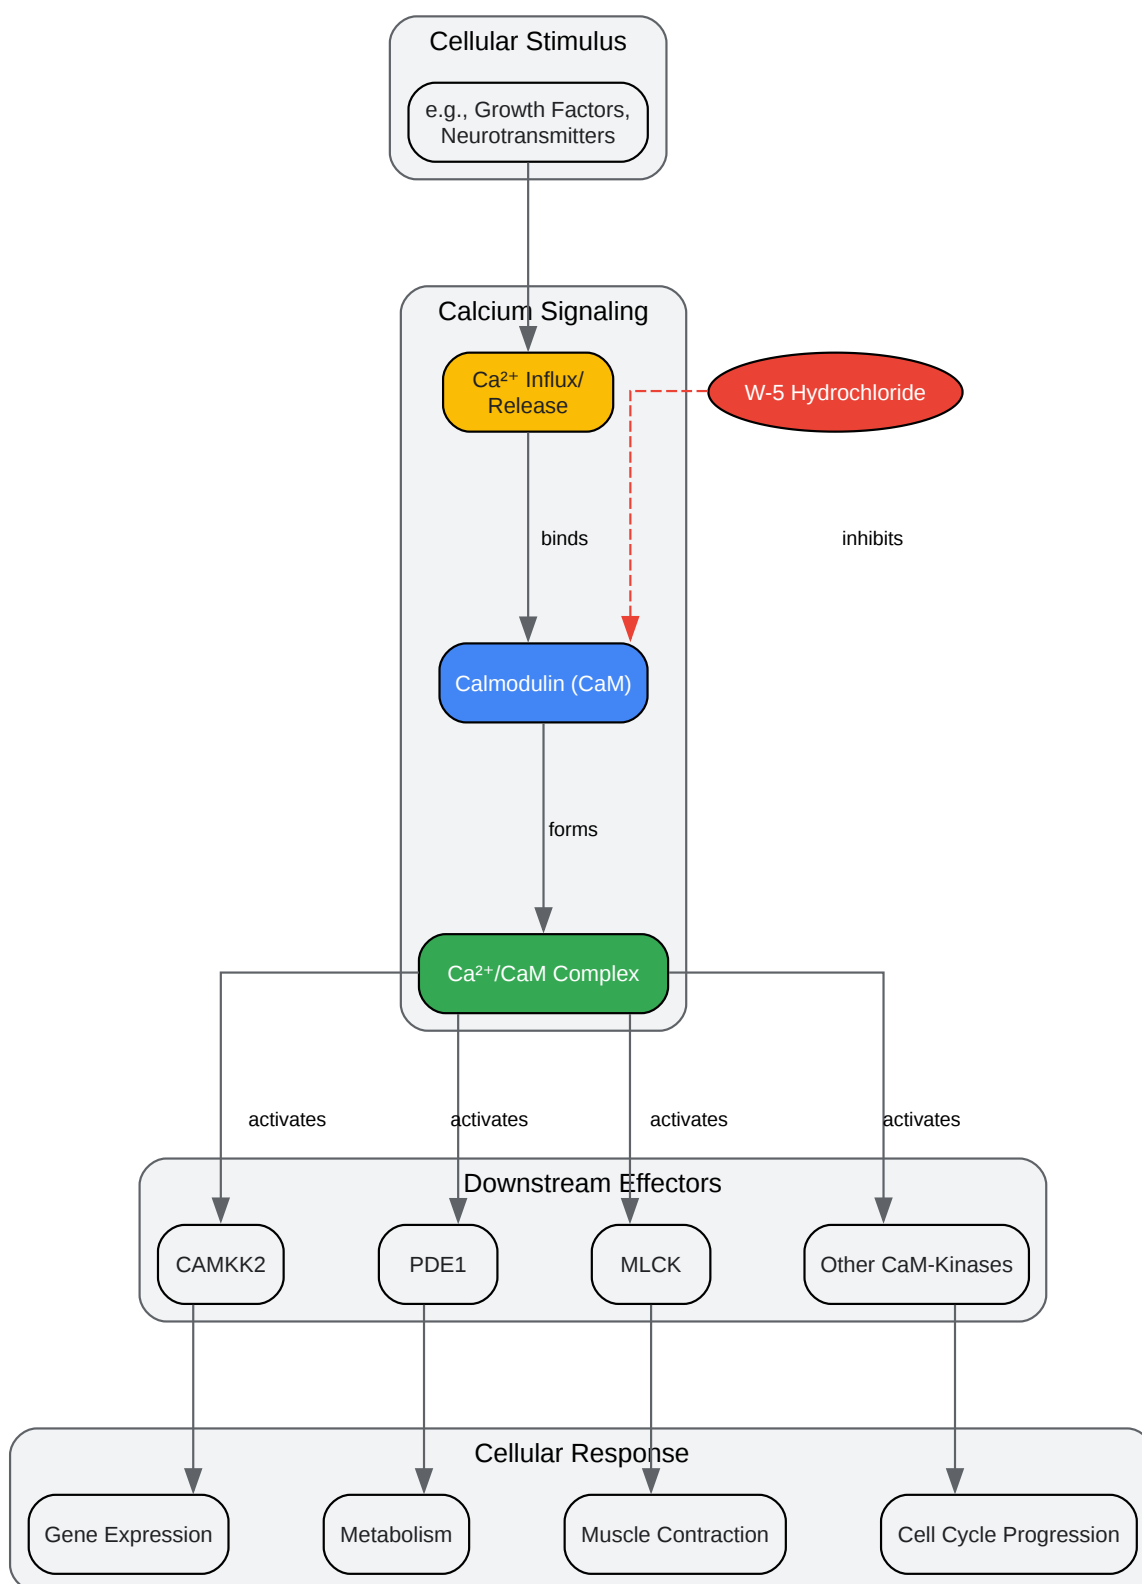 Cellular Stimulus
e.g., Growth Factors,
Neurotransmitters
Calcium Signaling
Ca²⁺ Influx/
Release
W-5 Hydrochloride
binds
inhibits
Calmodulin (CaM)
forms
Ca²⁺/CaM Complex
activates
activates
activates
activates
Downstream Effectors
CAMKK2
PDE1
MLCK
Other CaM-Kinases
Cellular Response
Gene Expression
Metabolism
Muscle Contraction
Cell Cycle Progression